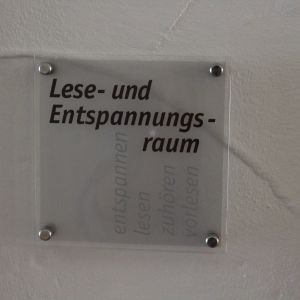 Lese- und
Entspannungs-
raum
entspannen
lesen
zuhören
vorlesen